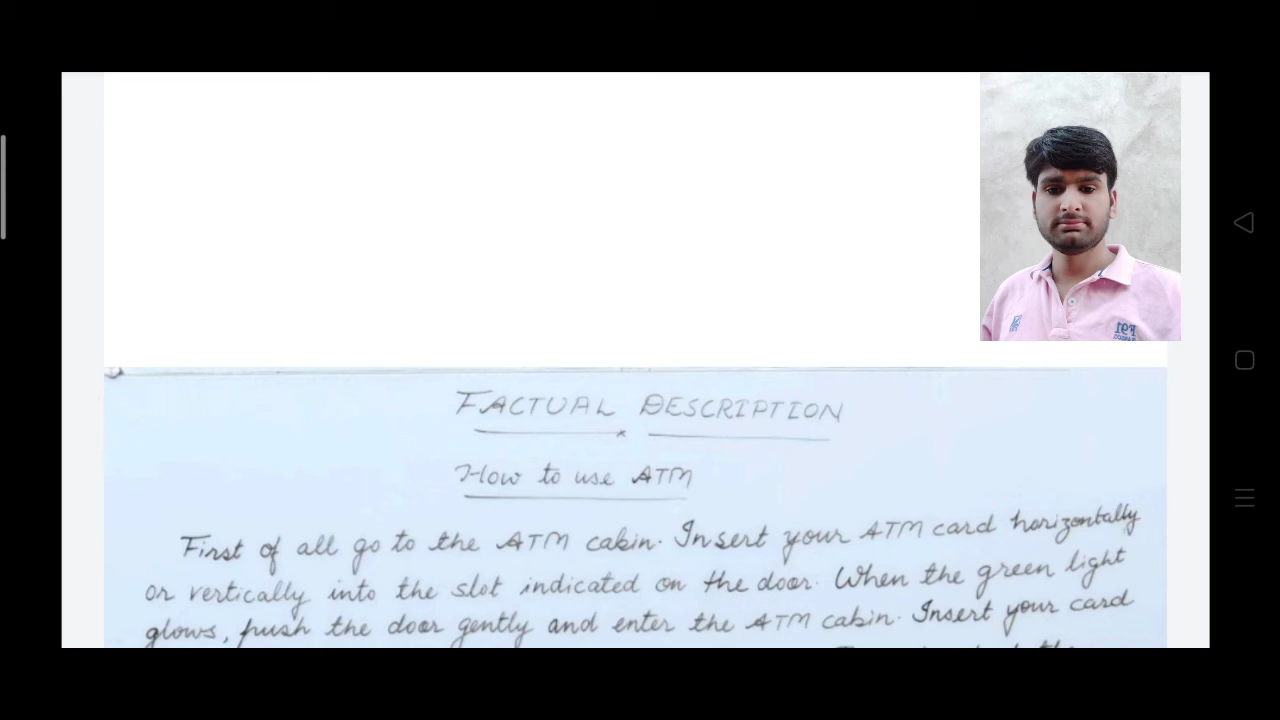 FACTUAL DESCRIPTION
How to use ATM
First of all go to the ATM cabin. Insert your ATM card horizontally
or vertically into the slot indicated on the door. When the green light
glows, push the door gently and enter the ATM cabin. Insert your card